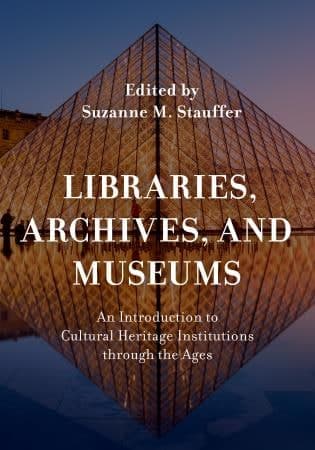 Edited by
Suzanne M. Stauffer
LIBRARIES,
ARCHIVES, AND
MUSEUMS
An Introduction to
Cultural Heritage Institutions
through the Ages